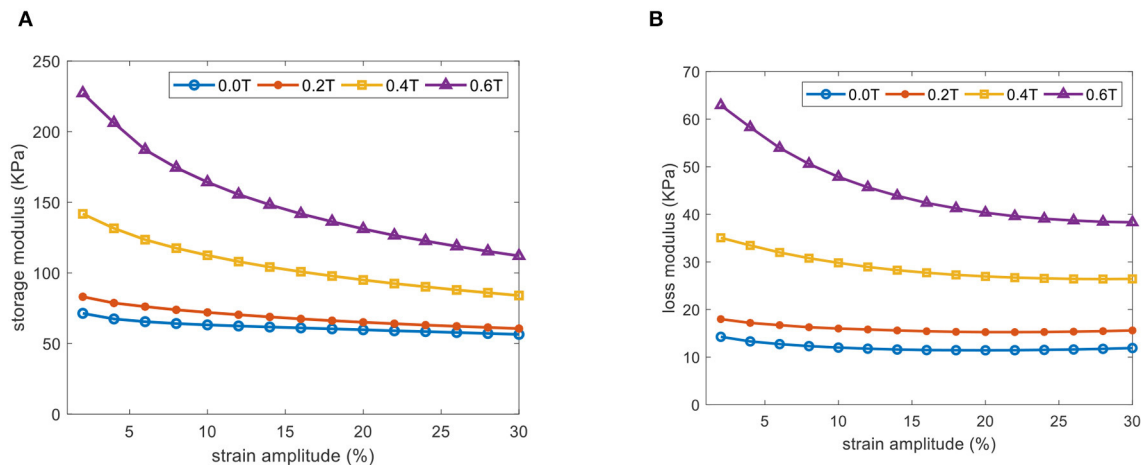 A
250
200
150
100
50
0
5 10 15 20 25 30
storage modulus (KPa)
strain amplitude (%)
0.0T 0.2T 0.4T 0.6T
B
70
60
50
40
30
20
10
0
5 10 15 20 25 30
loss modulus (KPa)
strain amplitude (%)
0.0T 0.2T 0.4T 0.6T